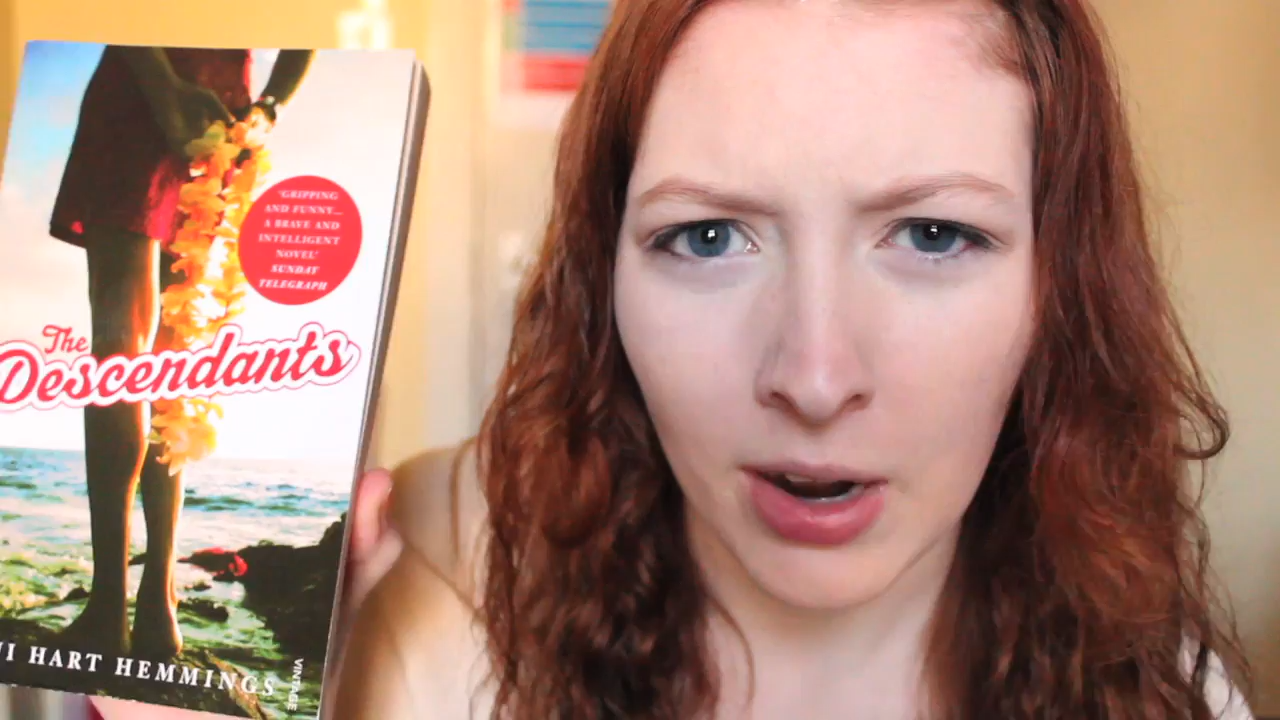 'GRIPPING
AND FUNNY...
A BRAVE AND
INTELLIGENT
NOVEL'
SUNDAY
TELEGRAPH
The
Descendants
HART HEMMINGS
VINTAGE